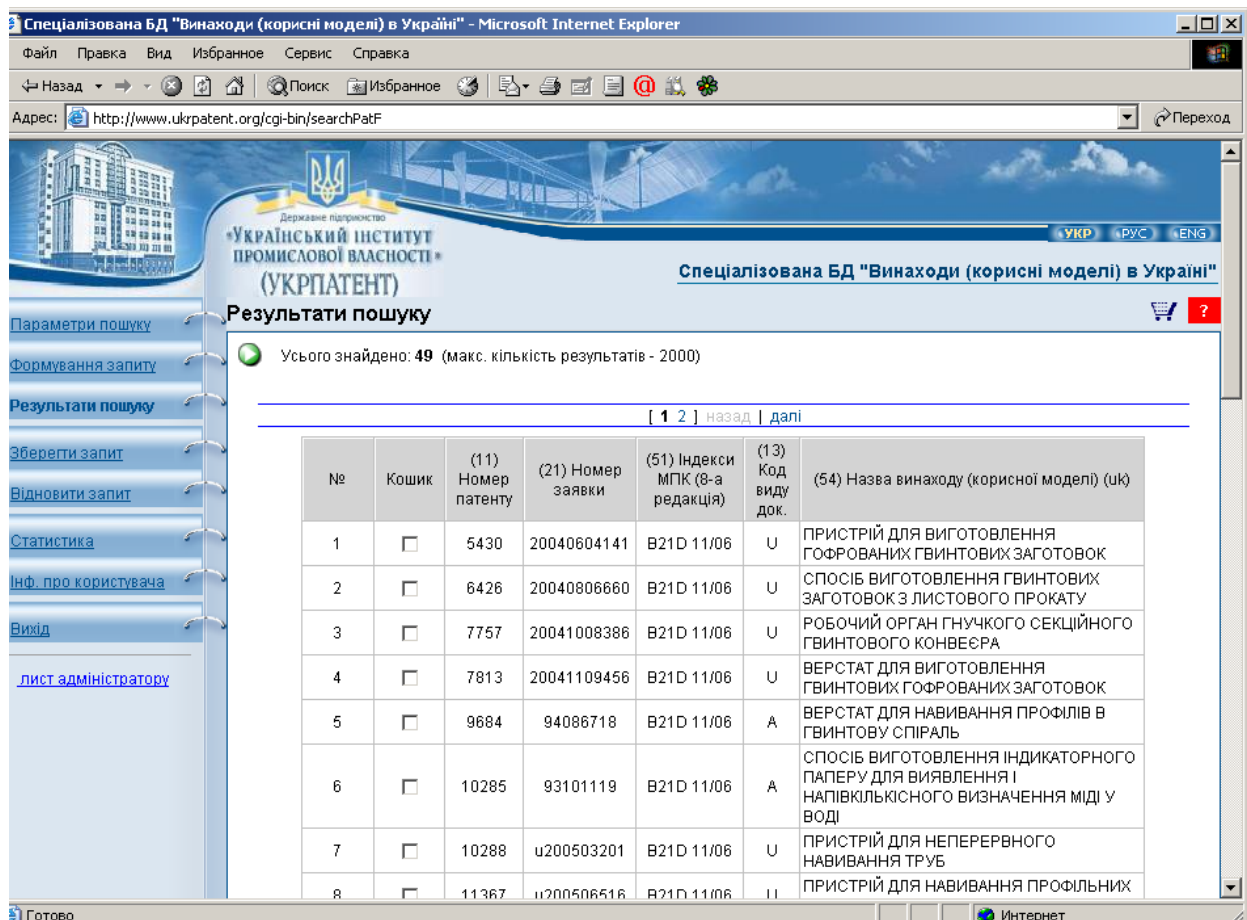 Спеціалізована БД "Винаходи (корисні моделі) в Україні" - Microsoft Internet Explorer
Файл Правка Вид Избранное Сервис Справка
Назад Поиск Избранное
Адрес: http://www.ukrpatent.org/cgi-bin/searchPatF Переход
Державне підприємство
«УКРАЇНСЬКИЙ ІНСТИТУТ
ПРОМИСЛОВОЇ ВЛАСНОСТІ»
(УКРПАТЕНТ)
УКР РУС ENG
Спеціалізована БД "Винаходи (корисні моделі) в Україні"
Параметри пошуку
Формування запиту
Результати пошуку
Зберегти запит
Відновити запит
Статистика
Інф. про користувача
Вихід
лист адміністратору
Результати пошуку ?
Усього знайдено: 49 (макс. кількість результатів - 2000)
[ 1 2 ] назад | далі
№ Кошик (11) Номер патенту (21) Номер заявки (51) Індекси МПК (8-а редакція) (13) Код виду док. (54) Назва винаходу (корисної моделі) (uk)
1 5430 20040604141 B21D 11/06 U ПРИСТРІЙ ДЛЯ ВИГОТОВЛЕННЯ
ГОФРОВАНИХ ГВИНТОВИХ ЗАГОТОВОК
2 6426 20040806660 B21D 11/06 U СПОСІБ ВИГОТОВЛЕННЯ ГВИНТОВИХ
ЗАГОТОВОК З ЛИСТОВОГО ПРОКАТУ
3 7757 20041008386 B21D 11/06 U РОБОЧИЙ ОРГАН ГНУЧКОГО СЕКЦІЙНОГО
ГВИНТОВОГО КОНВЕЄРА
4 7813 20041109456 B21D 11/06 U ВЕРСТАТ ДЛЯ ВИГОТОВЛЕННЯ
ГВИНТОВИХ ГОФРОВАНИХ ЗАГОТОВОК
5 9684 94086718 B21D 11/06 A ВЕРСТАТ ДЛЯ НАВИВАННЯ ПРОФІЛІВ В
ГВИНТОВУ СПІРАЛЬ
6 10285 93101119 B21D 11/06 A СПОСІБ ВИГОТОВЛЕННЯ ІНДИКАТОРНОГО
ПАПЕРУ ДЛЯ ВИЯВЛЕННЯ І
НАПІВКІЛЬКІСНОГО ВИЗНАЧЕННЯ МІДІ У
ВОДІ
7 10288 u200503201 B21D 11/06 U ПРИСТРІЙ ДЛЯ НЕПЕРЕРВНОГО
НАВИВАННЯ ТРУБ
8 11367 u200506516 B21D 11/06 U ПРИСТРІЙ ДЛЯ НАВИВАННЯ ПРОФІЛЬНИХ
Готово Интернет